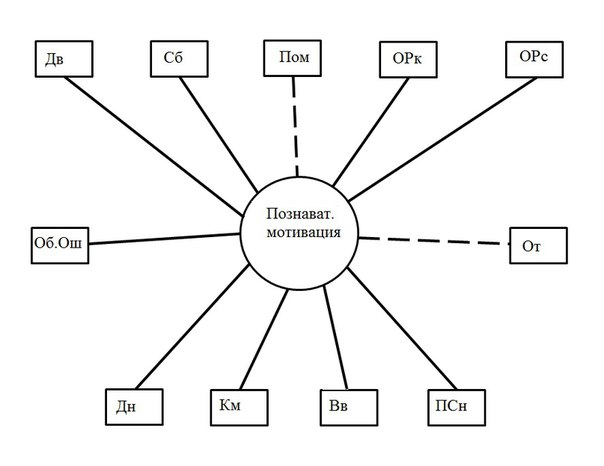 Дв
Сб
Пом
ОРк
ОРс
Познават.
мотивация
Об.Ош
От
Дн
Км
Вв
ПСн